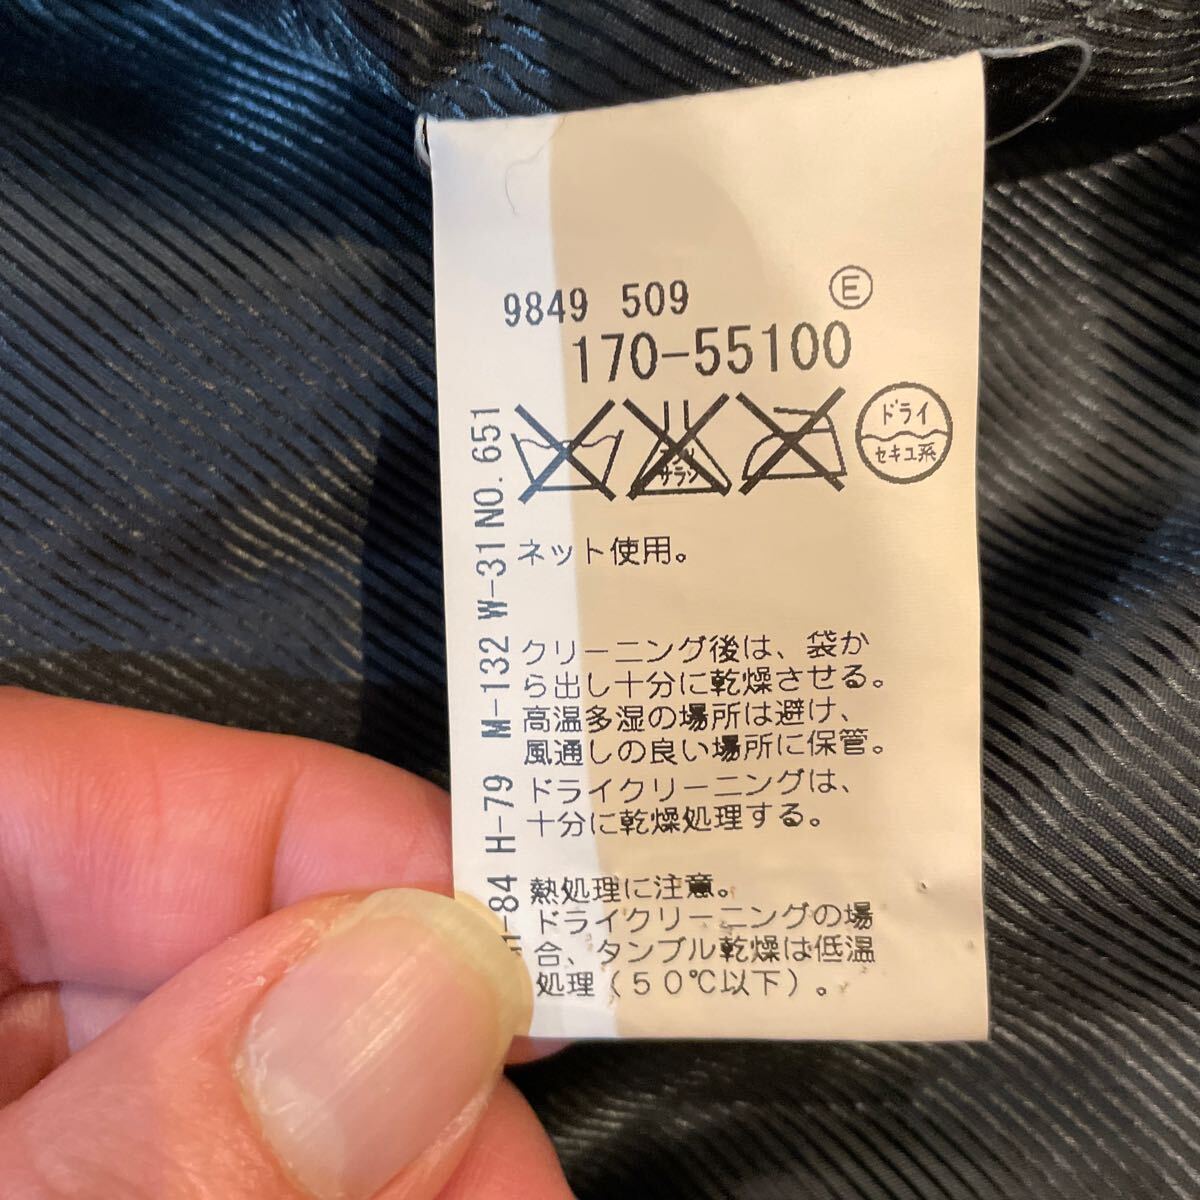 9849 509
E
170-55100
エンソ
サラシ
ドライ
セキユ系
ネット使用。
クリーニング後は、袋か
ら出し十分に乾燥させる。
高温多湿の場所は避け、
風通しの良い場所に保管。
ドライクリーニングは、
十分に乾燥処理する。
熱処理に注意。
ドライクリーニングの場
合、タンブル乾燥は低温
処理(50℃以下)。
-84 H-79 M-132 W-31 NO.651